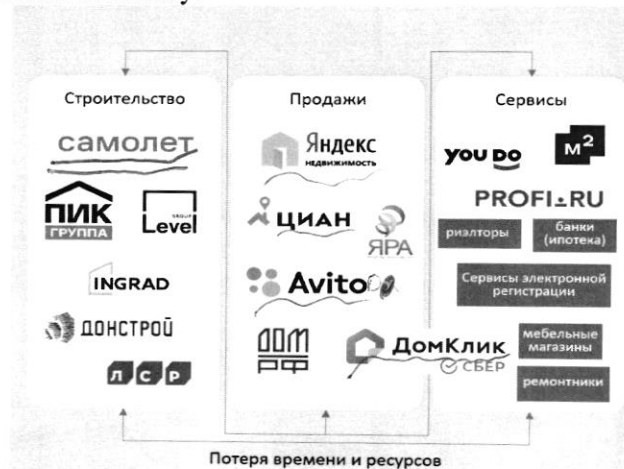 Строительство
самолет
ПИК
ГРУППА
Level
GROUP
INGRAD
ДОНСТРОЙ
ЛСР
Продажи
Яндекс
недвижимость
ЦИАН
ЯРА
Avito
ДОМ
РФ
ДомКлик
СБЕР
Сервисы
YOU DO
М²
PROFI.RU
риэлторы
банки
(ипотека)
Сервисы электронной
регистрации
мебельные
магазины
ремонтники
Потеря времени и ресурсов